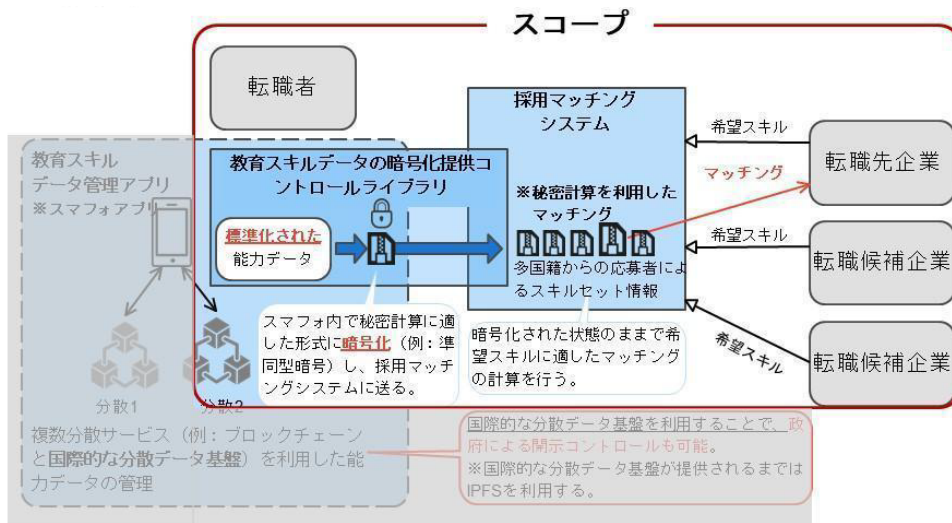 スコープ
転職者
採用マッチング
システム
希望スキル
転職先企業
マッチング
教育スキル
データ管理アプリ
※スマフォアプリ
教育スキルデータの暗号化提供コ
ントロールライブラリ
※秘密計算を利用した
マッチング
標準化された
能力データ
希望スキル
転職候補企業
多国籍からの応募者によ
るスキルセット情報
スマフォ内で秘密計算に適
した形式に暗号化（例：準
同型暗号）し、採用マッチ
ングシステムに送る。
暗号化された状態のままで希
望スキルに適したマッチング
の計算を行う。
希望スキル
転職候補企業
分散1
分散2
複数分散サービス（例：ブロックチェーン
と国際的な分散データ基盤）を利用した能
力データの管理
国際的な分散データ基盤を利用することで、政
府による開示コントロールも可能。
※国際的な分散データ基盤が提供されるまでは
IPFSを利用する。